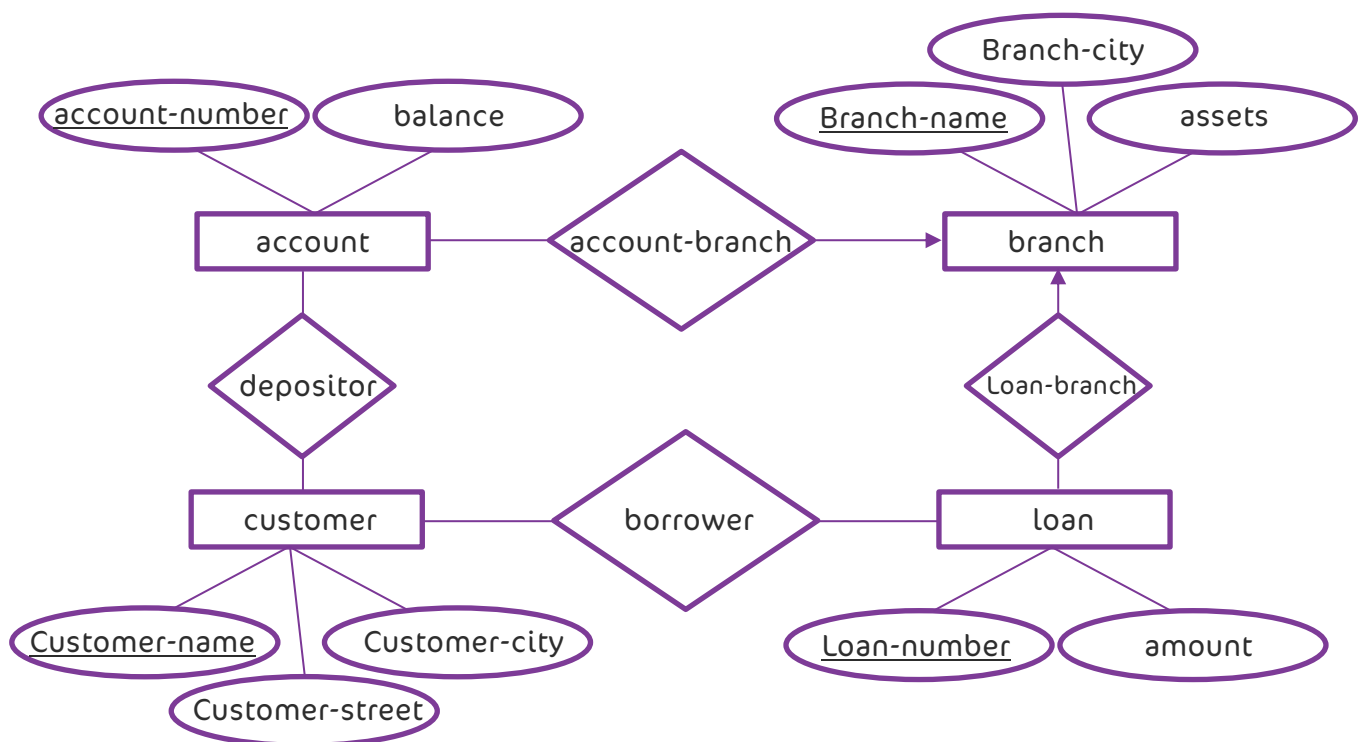 Branch-city
account-number
balance
Branch-name
assets
account
account-branch
branch
depositor
Loan-branch
customer
borrower
loan
Customer-name
Customer-city
Loan-number
amount
Customer-street